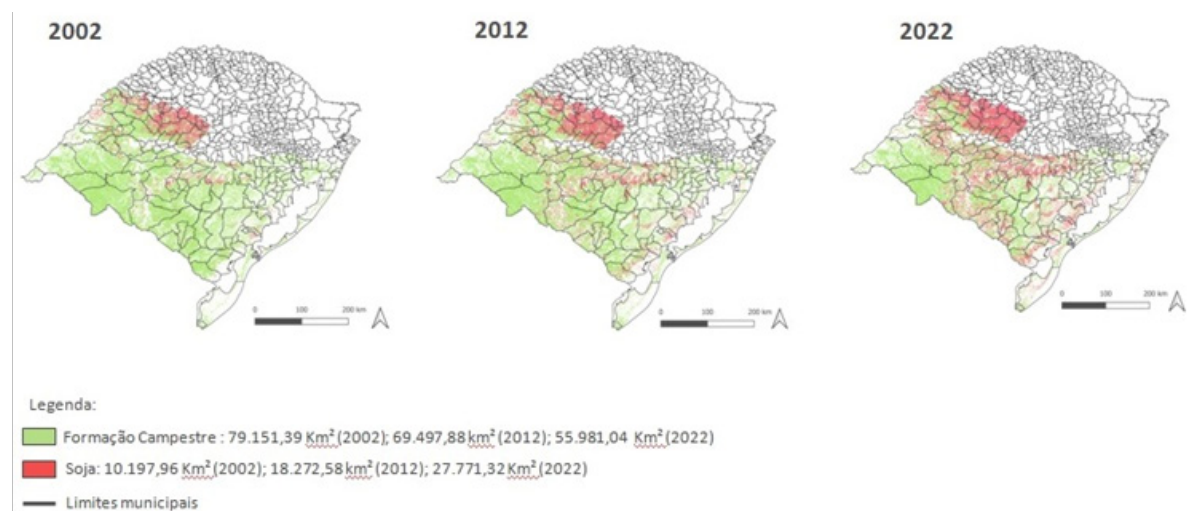 2002
2012
2022
0 100 200 km
0 100 200 km
0 100 200 km
Legenda:
Formação Campestre : 79.151,39 Km² (2002); 69.497,88 km² (2012); 55.981,04 Km² (2022)
Soja: 10.197,96 Km² (2002); 18.272,58 km² (2012); 27.771,32 Km² (2022)
Limites municipais